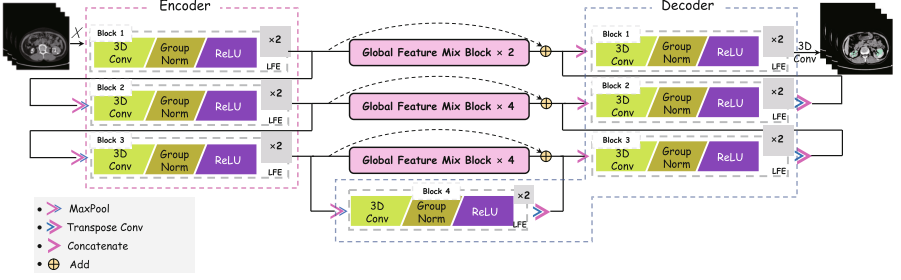 Encoder
Decoder
X
Block 1
3D Conv
Group Norm
ReLU
×2
LFE
Global Feature Mix Block × 2
Block 1
3D Conv
Group Norm
ReLU
×2
LFE
3D Conv
Block 2
3D Conv
Group Norm
ReLU
×2
LFE
Global Feature Mix Block × 4
Block 2
3D Conv
Group Norm
ReLU
×2
LFE
Block 3
3D Conv
Group Norm
ReLU
×2
LFE
Global Feature Mix Block × 4
Block 3
3D Conv
Group Norm
ReLU
×2
LFE
Block 4
3D Conv
Group Norm
ReLU
×2
LFE
MaxPool
Transpose Conv
Concatenate
Add